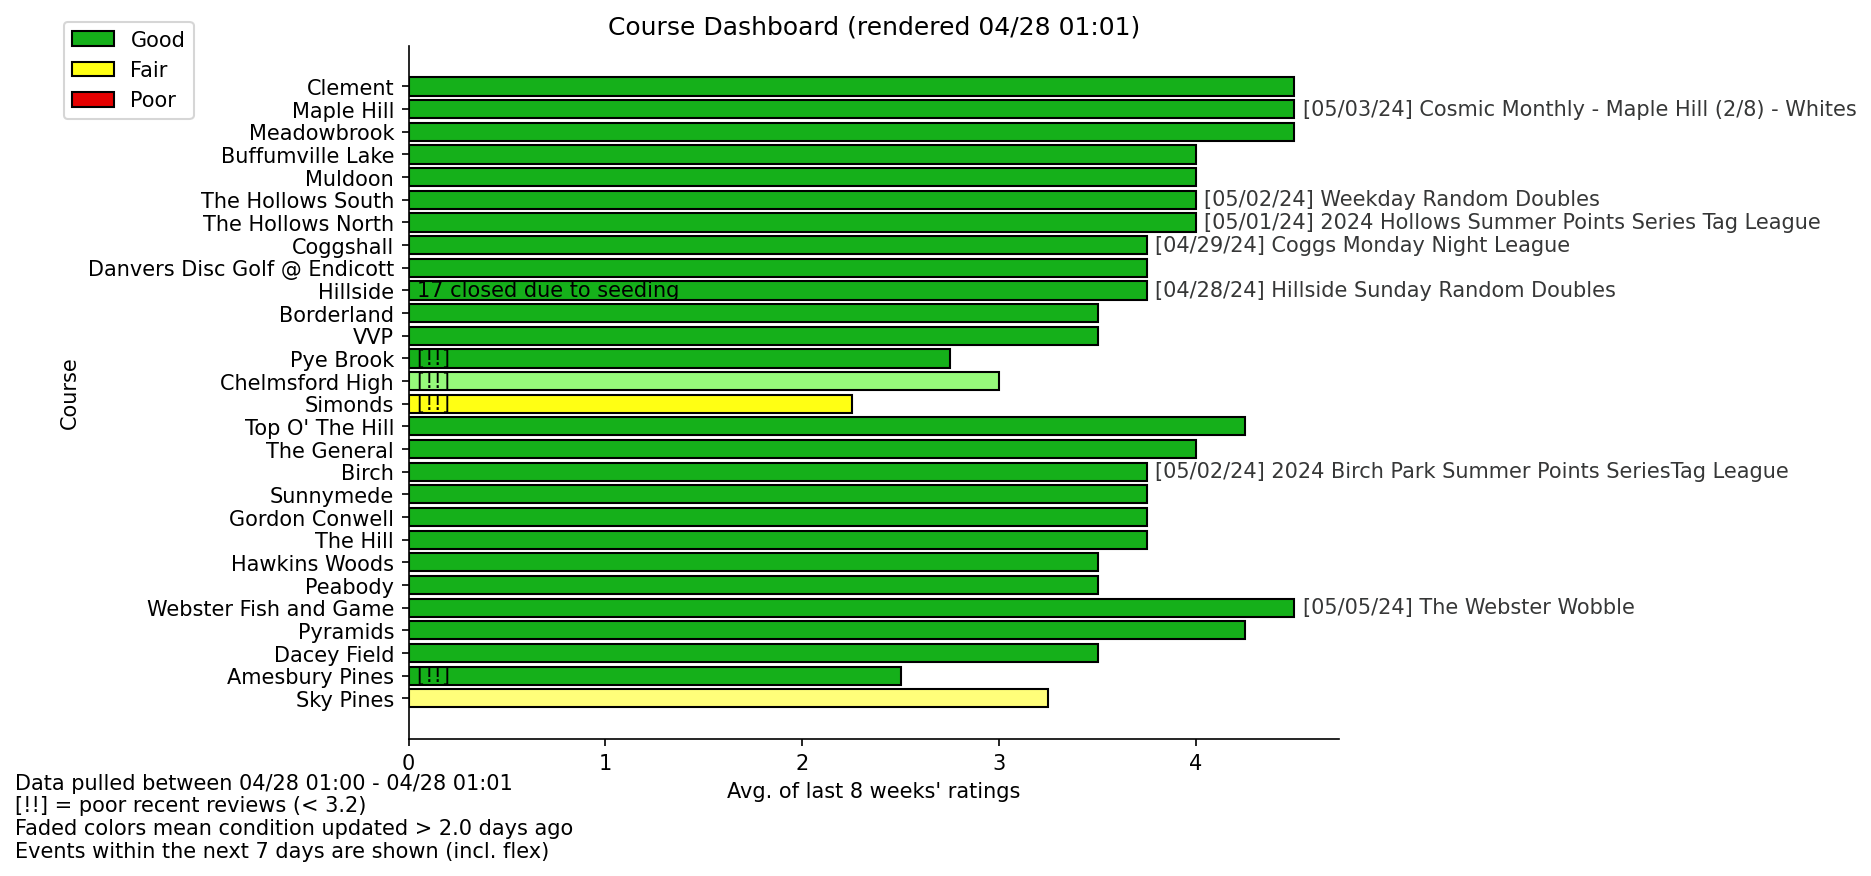 Course Dashboard (rendered 04/28 01:01)
Good
Fair
Poor
Course
Clement
Maple Hill [05/03/24] Cosmic Monthly - Maple Hill (2/8) - Whites
Meadowbrook
Buffumville Lake
Muldoon
The Hollows South [05/02/24] Weekday Random Doubles
The Hollows North [05/01/24] 2024 Hollows Summer Points Series Tag League
Coggshall [04/29/24] Coggs Monday Night League
Danvers Disc Golf @ Endicott
Hillside 17 closed due to seeding [04/28/24] Hillside Sunday Random Doubles
Borderland
VVP
Pye Brook [!!]
Chelmsford High [!!]
Simonds [!!]
Top O' The Hill
The General
Birch [05/02/24] 2024 Birch Park Summer Points SeriesTag League
Sunnymede
Gordon Conwell
The Hill
Hawkins Woods
Peabody
Webster Fish and Game [05/05/24] The Webster Wobble
Pyramids
Dacey Field
Amesbury Pines [!!]
Sky Pines
0 1 2 3 4
Avg. of last 8 weeks' ratings
Data pulled between 04/28 01:00 - 04/28 01:01
[!!] = poor recent reviews (< 3.2)
Faded colors mean condition updated > 2.0 days ago
Events within the next 7 days are shown (incl. flex)